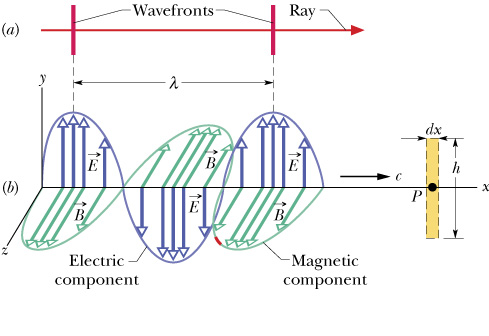 Wavefronts Ray
(a)
λ
y
dx
E E
B h
c
(b) P x
B E B
z
Electric Magnetic
component component